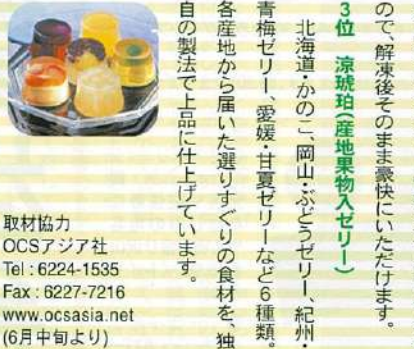 ので、解凍後そのまま豪快にいただけます。
3位　涼琥珀(産地果物入ゼリー)
北海道・かのこ、岡山・ぶどうゼリー、紀州・
青梅ゼリー、愛媛・甘夏ゼリーなど6種類。
各産地から届いた選りすぐりの食材を、独
自の製法で上品に仕上げています。
取材協力
OCSアジア社
Tel : 6224-1535
Fax : 6227-7216
www.ocsasia.net
(6月中旬より)